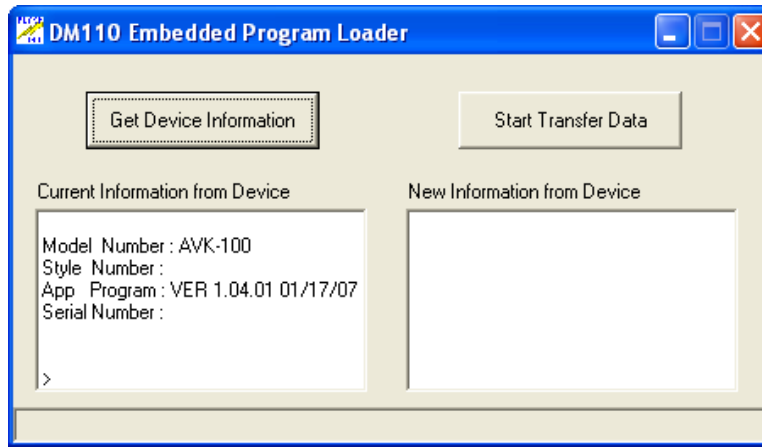 DM110 Embedded Program Loader
Get Device Information
Start Transfer Data
Current Information from Device
New Information from Device
Model Number : AVK-100
Style Number :
App Program : VER 1.04.01 01/17/07
Serial Number :
>